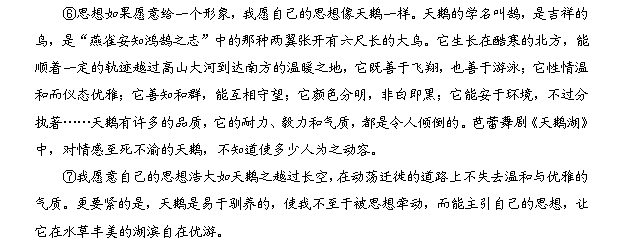 ⑥思想如果愿意给一个形象，我愿自己的思想像天鹅一样。天鹅的学名叫鹄，是吉祥的
鸟，是“燕雀安知鸿鹄之志”中的那种两翼张开有六尺长的大鸟。它生长在酷寒的北方，能
顺着一定的轨迹越过高山大河到达南方的温暖之地，它既善于飞翔，也善于游泳；它性情温
和而仪态优雅；它善知和群，能互相守望；它颜色分明，非白即黑；它能安于环境，不过分
执著……天鹅有许多的品质，它的耐力、毅力和气质，都是令人倾倒的。芭蕾舞剧《天鹅湖》
中，对情感至死不渝的天鹅，不知道使多少人为之动容。
⑦我愿意自己的思想浩大如天鹅之越过长空，在动荡迁徙的道路上不失去温和与优雅的
气质。更要紧的是，天鹅是易于驯养的，使我不至于被思想牵动，而能主引自己的思想，让
它在水草丰美的湖滨自在优游。